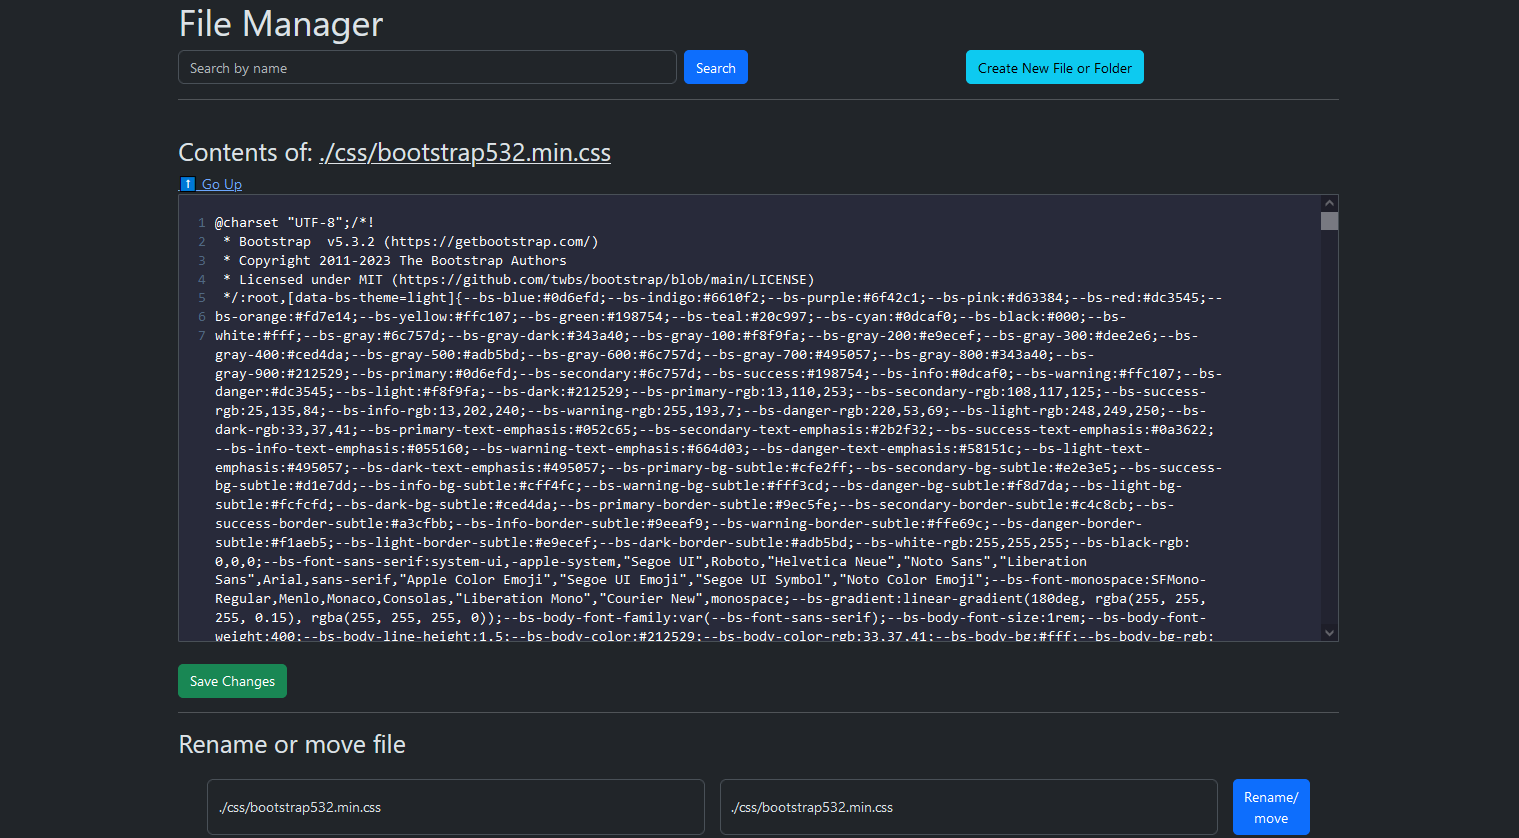 File Manager
Search by name
Search
Create New File or Folder
Contents of: ./css/bootstrap532.min.css
Go Up
1 @charset "UTF-8";/*!
2  * Bootstrap  v5.3.2 (https://getbootstrap.com/)
3  * Copyright 2011-2023 The Bootstrap Authors
4  * Licensed under MIT (https://github.com/twbs/bootstrap/blob/main/LICENSE)
5  */:root,[data-bs-theme=light]{--bs-blue:#0d6efd;--bs-indigo:#6610f2;--bs-purple:#6f42c1;--bs-pink:#d63384;--bs-red:#dc3545;--
6 bs-orange:#fd7e14;--bs-yellow:#ffc107;--bs-green:#198754;--bs-teal:#20c997;--bs-cyan:#0dcaf0;--bs-black:#000;--bs-
7 white:#fff;--bs-gray:#6c757d;--bs-gray-dark:#343a40;--bs-gray-100:#f8f9fa;--bs-gray-200:#e9ecef;--bs-gray-300:#dee2e6;--bs-
gray-400:#ced4da;--bs-gray-500:#adb5bd;--bs-gray-600:#6c757d;--bs-gray-700:#495057;--bs-gray-800:#343a40;--bs-
gray-900:#212529;--bs-primary:#0d6efd;--bs-secondary:#6c757d;--bs-success:#198754;--bs-info:#0dcaf0;--bs-warning:#ffc107;--bs-
danger:#dc3545;--bs-light:#f8f9fa;--bs-dark:#212529;--bs-primary-rgb:13,110,253;--bs-secondary-rgb:108,117,125;--bs-success-
rgb:25,135,84;--bs-info-rgb:13,202,240;--bs-warning-rgb:255,193,7;--bs-danger-rgb:220,53,69;--bs-light-rgb:248,249,250;--bs-
dark-rgb:33,37,41;--bs-primary-text-emphasis:#052c65;--bs-secondary-text-emphasis:#2b2f32;--bs-success-text-emphasis:#0a3622;
--bs-info-text-emphasis:#055160;--bs-warning-text-emphasis:#664d03;--bs-danger-text-emphasis:#58151c;--bs-light-text-
emphasis:#495057;--bs-dark-text-emphasis:#495057;--bs-primary-bg-subtle:#cfe2ff;--bs-secondary-bg-subtle:#e2e3e5;--bs-success-
bg-subtle:#d1e7dd;--bs-info-bg-subtle:#cff4fc;--bs-warning-bg-subtle:#fff3cd;--bs-danger-bg-subtle:#f8d7da;--bs-light-bg-
subtle:#fcfcfd;--bs-dark-bg-subtle:#ced4da;--bs-primary-border-subtle:#9ec5fe;--bs-secondary-border-subtle:#c4c8cb;--bs-
success-border-subtle:#a3cfbb;--bs-info-border-subtle:#9eeaf9;--bs-warning-border-subtle:#ffe69c;--bs-danger-border-
subtle:#f1aeb5;--bs-light-border-subtle:#e9ecef;--bs-dark-border-subtle:#adb5bd;--bs-white-rgb:255,255,255;--bs-black-rgb:
0,0,0;--bs-font-sans-serif:system-ui,-apple-system,"Segoe UI",Roboto,"Helvetica Neue","Noto Sans","Liberation
Sans",Arial,sans-serif,"Apple Color Emoji","Segoe UI Emoji","Segoe UI Symbol","Noto Color Emoji";--bs-font-monospace:SFMono-
Regular,Menlo,Monaco,Consolas,"Liberation Mono","Courier New",monospace;--bs-gradient:linear-gradient(180deg, rgba(255, 255,
255, 0.15), rgba(255, 255, 255, 0));--bs-body-font-family:var(--bs-font-sans-serif);--bs-body-font-size:1rem;--bs-body-font-
weight:400;--bs-body-line-height:1.5;--bs-body-color:#212529;--bs-body-color-rgb:33,37,41;--bs-body-bg:#fff;--bs-body-bg-rgb:
Save Changes
Rename or move file
./css/bootstrap532.min.css
./css/bootstrap532.min.css
Rename/
move